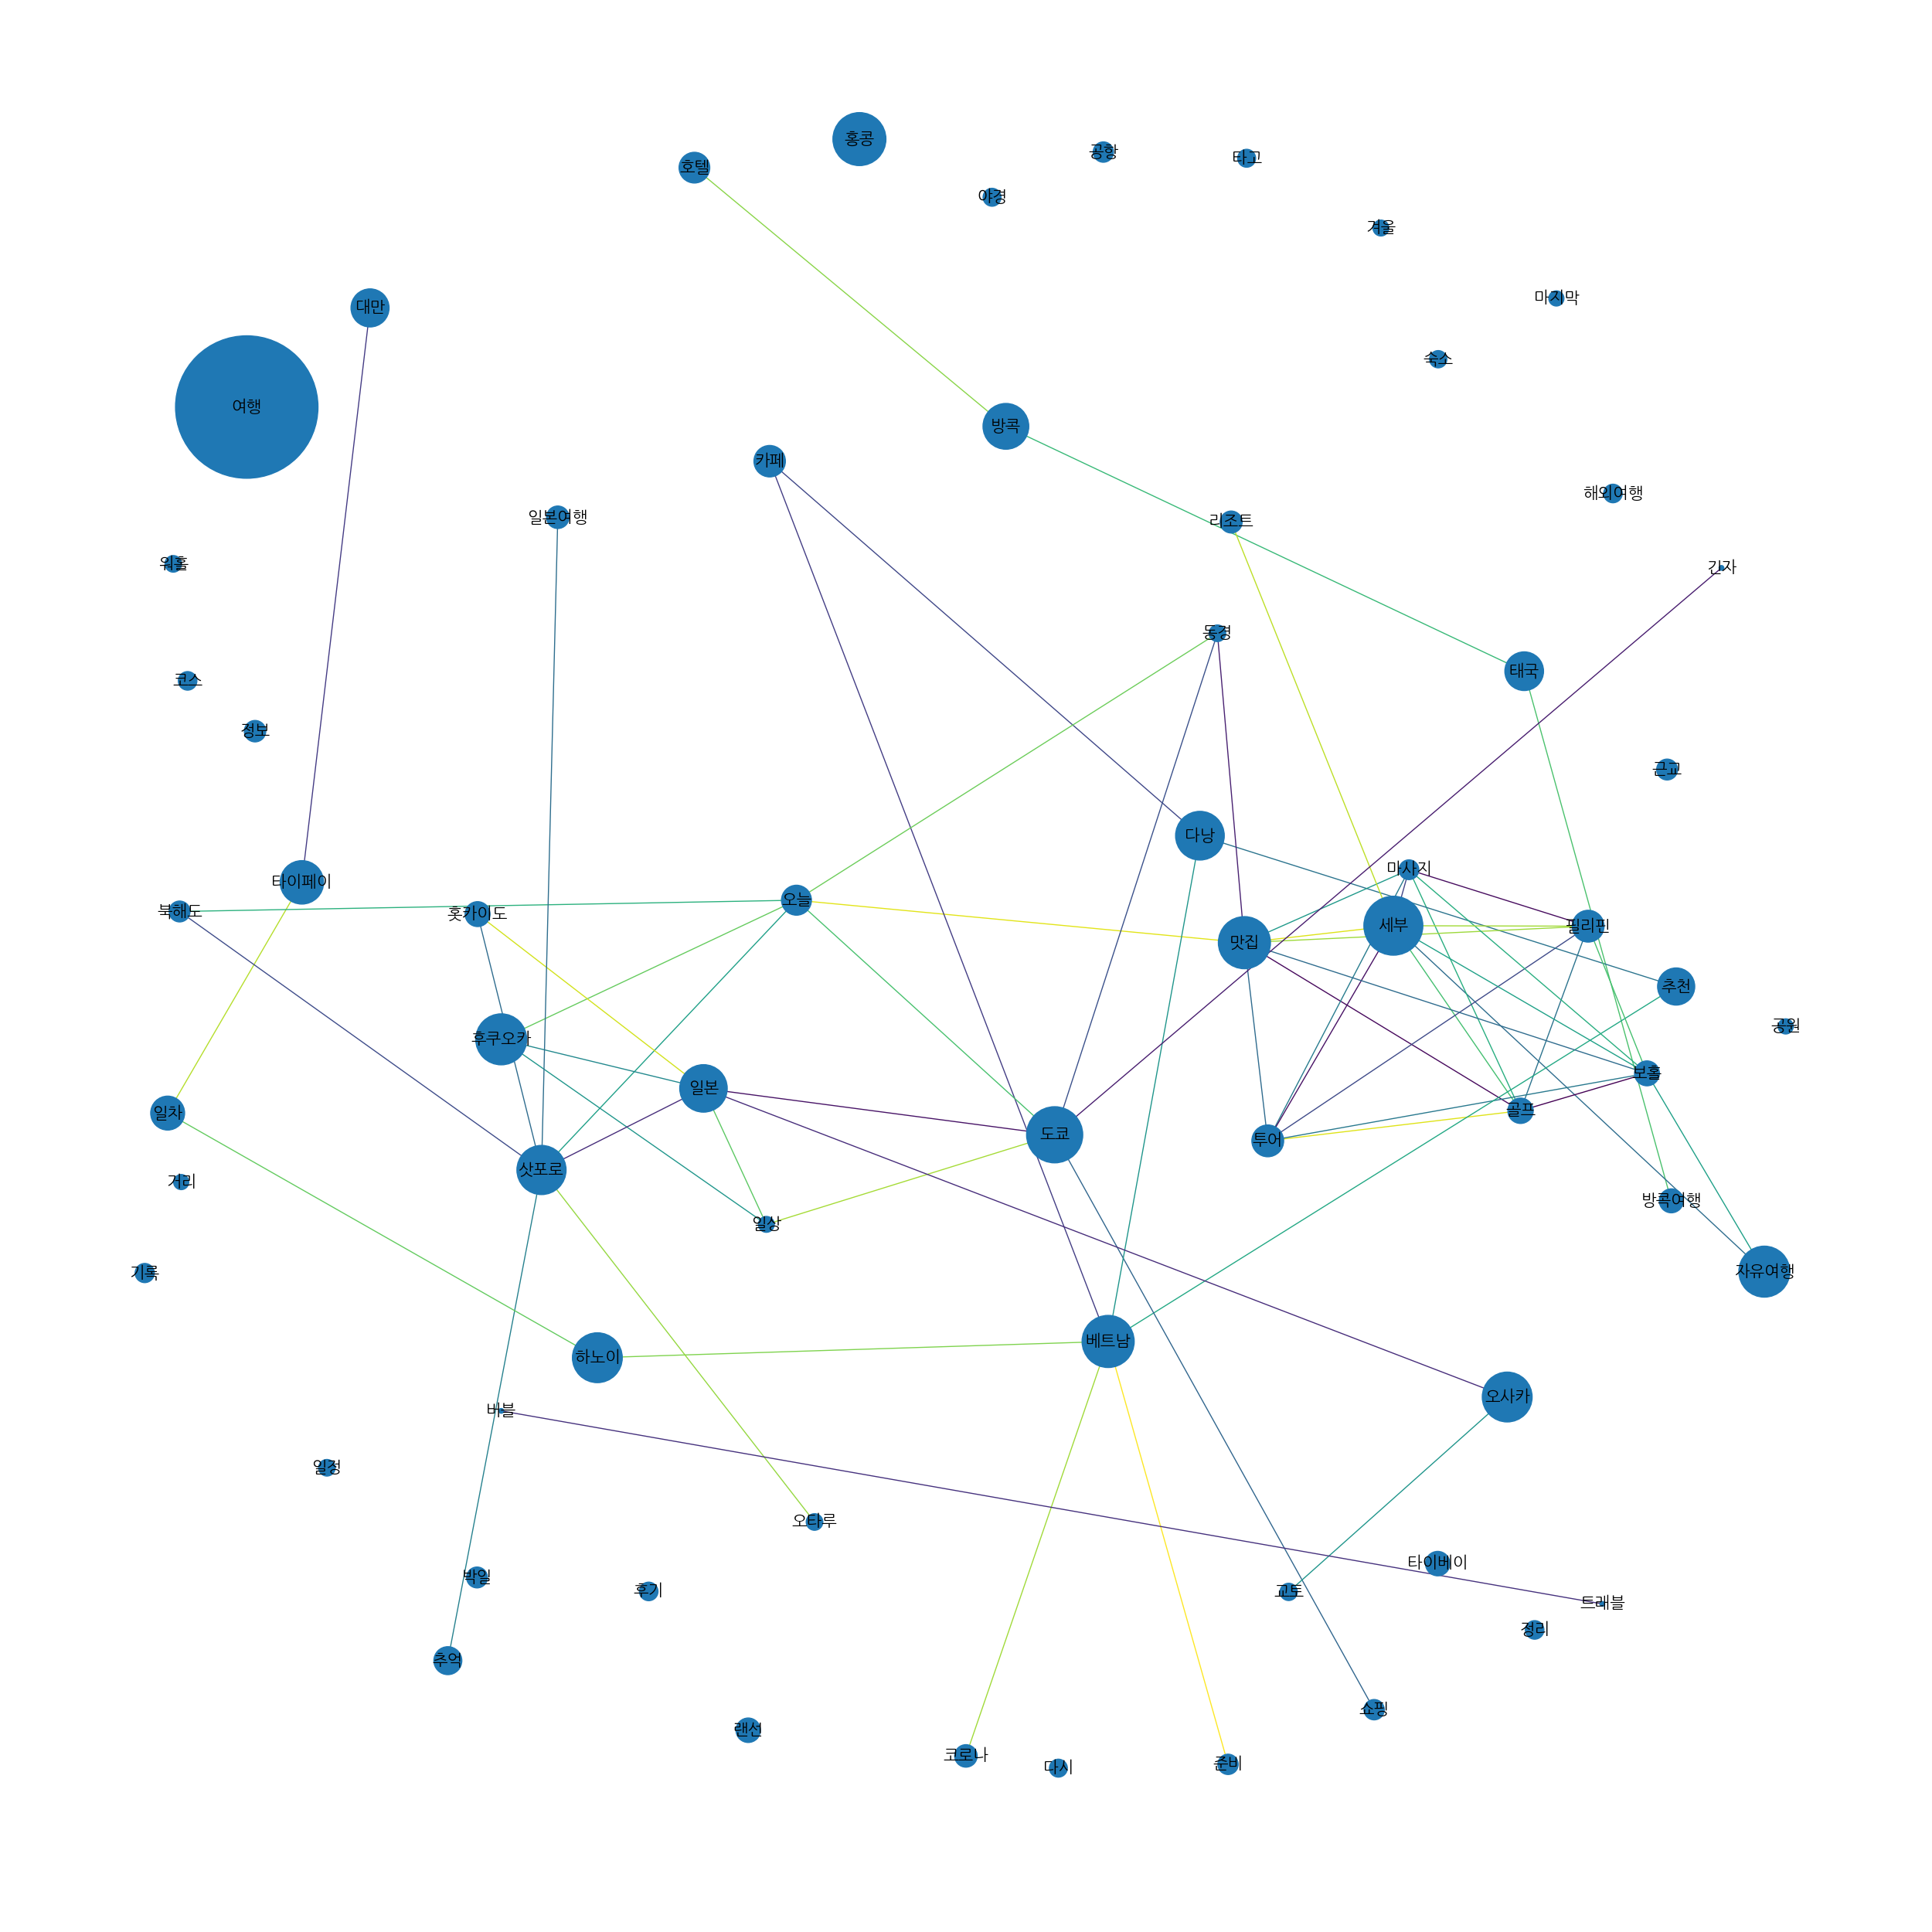 홍콩
공항
타고
호텔
야경
겨울
마지막
대만
숙소
여행
방콕
카페
해외여행
일본여행
리조트
워홀
간자
동경
태국
코스
정보
근교
다낭
마사지
타이페이
오늘
북해도
홋카이도
세부
필리핀
맛집
추천
공원
후쿠오카
보홀
일본
골프
일차
도쿄
투어
삿포로
거리
방콕여행
일상
자유여행
기록
베트남
하노이
오사카
버블
일정
오타루
타이베이
박일
후기
교토
트래블
정리
추억
쇼핑
랜선
코로나
준비
다시